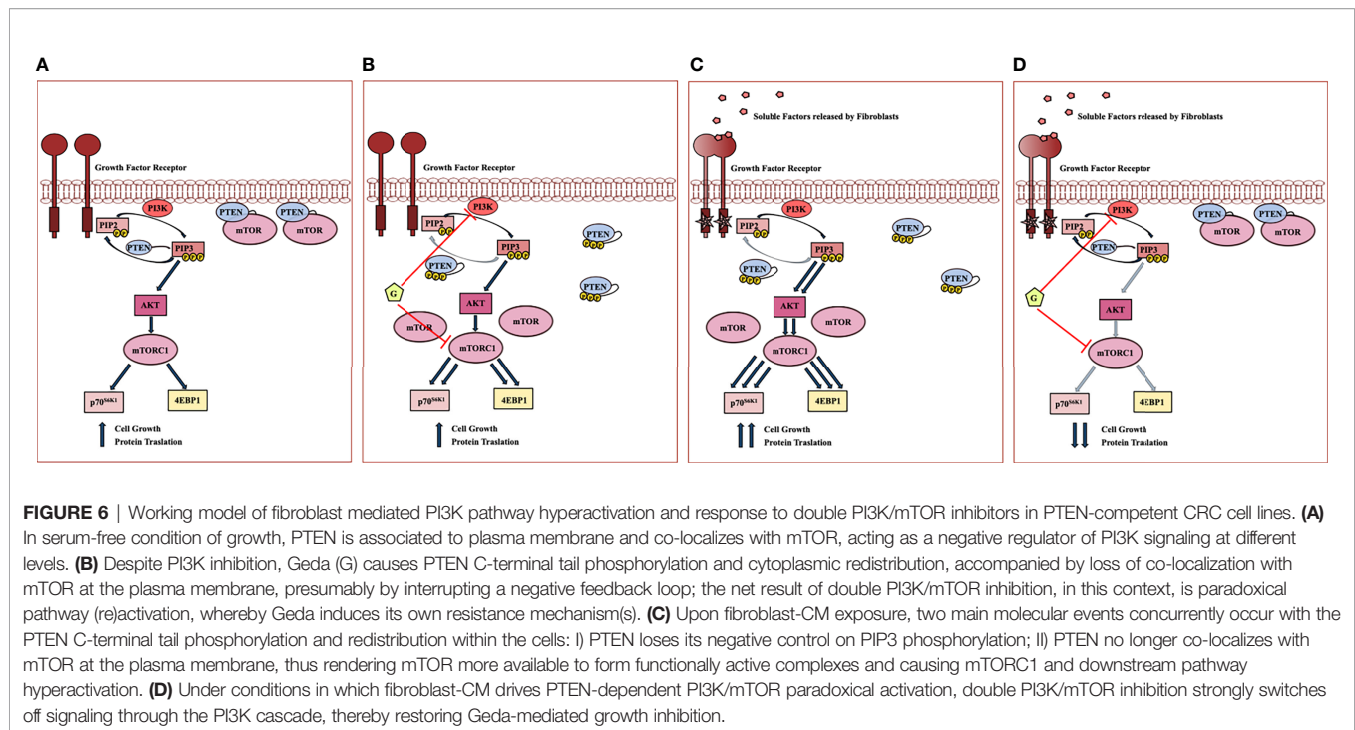 A
B
C
D
Soluble Factors released by Fibroblasts
Soluble Factors released by Fibroblasts
Growth Factor Receptor
Growth Factor Receptor
Growth Factor Receptor
Growth Factor Receptor
PI3K
PIP2
P P
PTEN
PIP3
P P P
PTEN
mTOR
PTEN
mTOR
AKT
mTORC1
p70S6K1
4EBP1
Cell Growth
Protein Traslation
PI3K
PIP2
P P
PIP3
P P P
PTEN
P P P
PTEN
P P P
PTEN
P P P
G
AKT
mTOR
mTOR
mTORC1
p70S6K1
4EBP1
Cell Growth
Protein Traslation
PI3K
PIP2
P P
PIP3
P P P
PTEN
P P P
PTEN
P P P
PTEN
P P P
AKT
mTOR
mTOR
mTORC1
p70S6K1
4EBP1
Cell Growth
Protein Traslation
PI3K
PIP2
P P
PTEN
PIP3
P P P
PTEN
mTOR
PTEN
mTOR
G
AKT
mTORC1
p70S6K1
4EBP1
Cell Growth
Protein Traslation
FIGURE 6 | Working model of fibroblast mediated PI3K pathway hyperactivation and response to double PI3K/mTOR inhibitors in PTEN-competent CRC cell lines. (A)
In serum-free condition of growth, PTEN is associated to plasma membrane and co-localizes with mTOR, acting as a negative regulator of PI3K signaling at different
levels. (B) Despite PI3K inhibition, Geda (G) causes PTEN C-terminal tail phosphorylation and cytoplasmic redistribution, accompanied by loss of co-localization with
mTOR at the plasma membrane, presumably by interrupting a negative feedback loop; the net result of double PI3K/mTOR inhibition, in this context, is paradoxical
pathway (re)activation, whereby Geda induces its own resistance mechanism(s). (C) Upon fibroblast-CM exposure, two main molecular events concurrently occur with the
PTEN C-terminal tail phosphorylation and redistribution within the cells: I) PTEN loses its negative control on PIP3 phosphorylation; II) PTEN no longer co-localizes with
mTOR at the plasma membrane, thus rendering mTOR more available to form functionally active complexes and causing mTORC1 and downstream pathway
hyperactivation. (D) Under conditions in which fibroblast-CM drives PTEN-dependent PI3K/mTOR paradoxical activation, double PI3K/mTOR inhibition strongly switches
off signaling through the PI3K cascade, thereby restoring Geda-mediated growth inhibition.